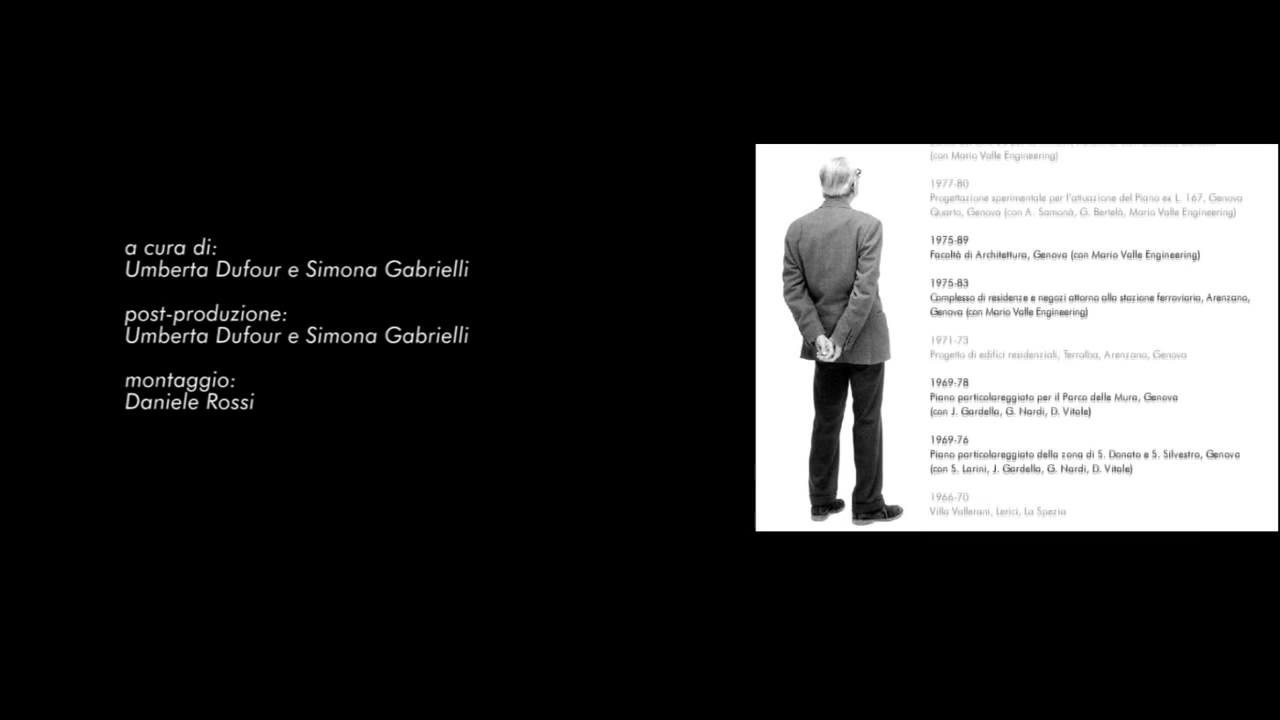 a cura di:
Umberta Dufour e Simona Gabrielli
post-produzione:
Umberta Dufour e Simona Gabrielli
montaggio:
Daniele Rossi
(con Mario Valle Engineering)
1977-80
Progettazione sperimentale per l'attuazione del Piano ex L. 167, Genova
Quarto, Genova (con A. Samonà, G. Bertelà, Mario Valle Engineering)
1975-89
Facoltà di Architettura, Genova (con Mario Valle Engineering)
1975-83
Complesso di residenze e negozi attorno alla stazione ferroviaria, Arenzano,
Genova (con Mario Valle Engineering)
1971-73
Progetto di edifici residenziali, Terralba, Arenzano, Genova
1969-78
Piano particolareggiato per il Parco delle Mura, Genova
(con J. Gardella, G. Nardi, D. Vitale)
1969-76
Piano particolareggiato della zona di S. Donato e S. Silvestro, Genova
(con S. Larini, J. Gardella, G. Nardi, D. Vitale)
1966-70
Villa Vallerani, Lerici, La Spezia